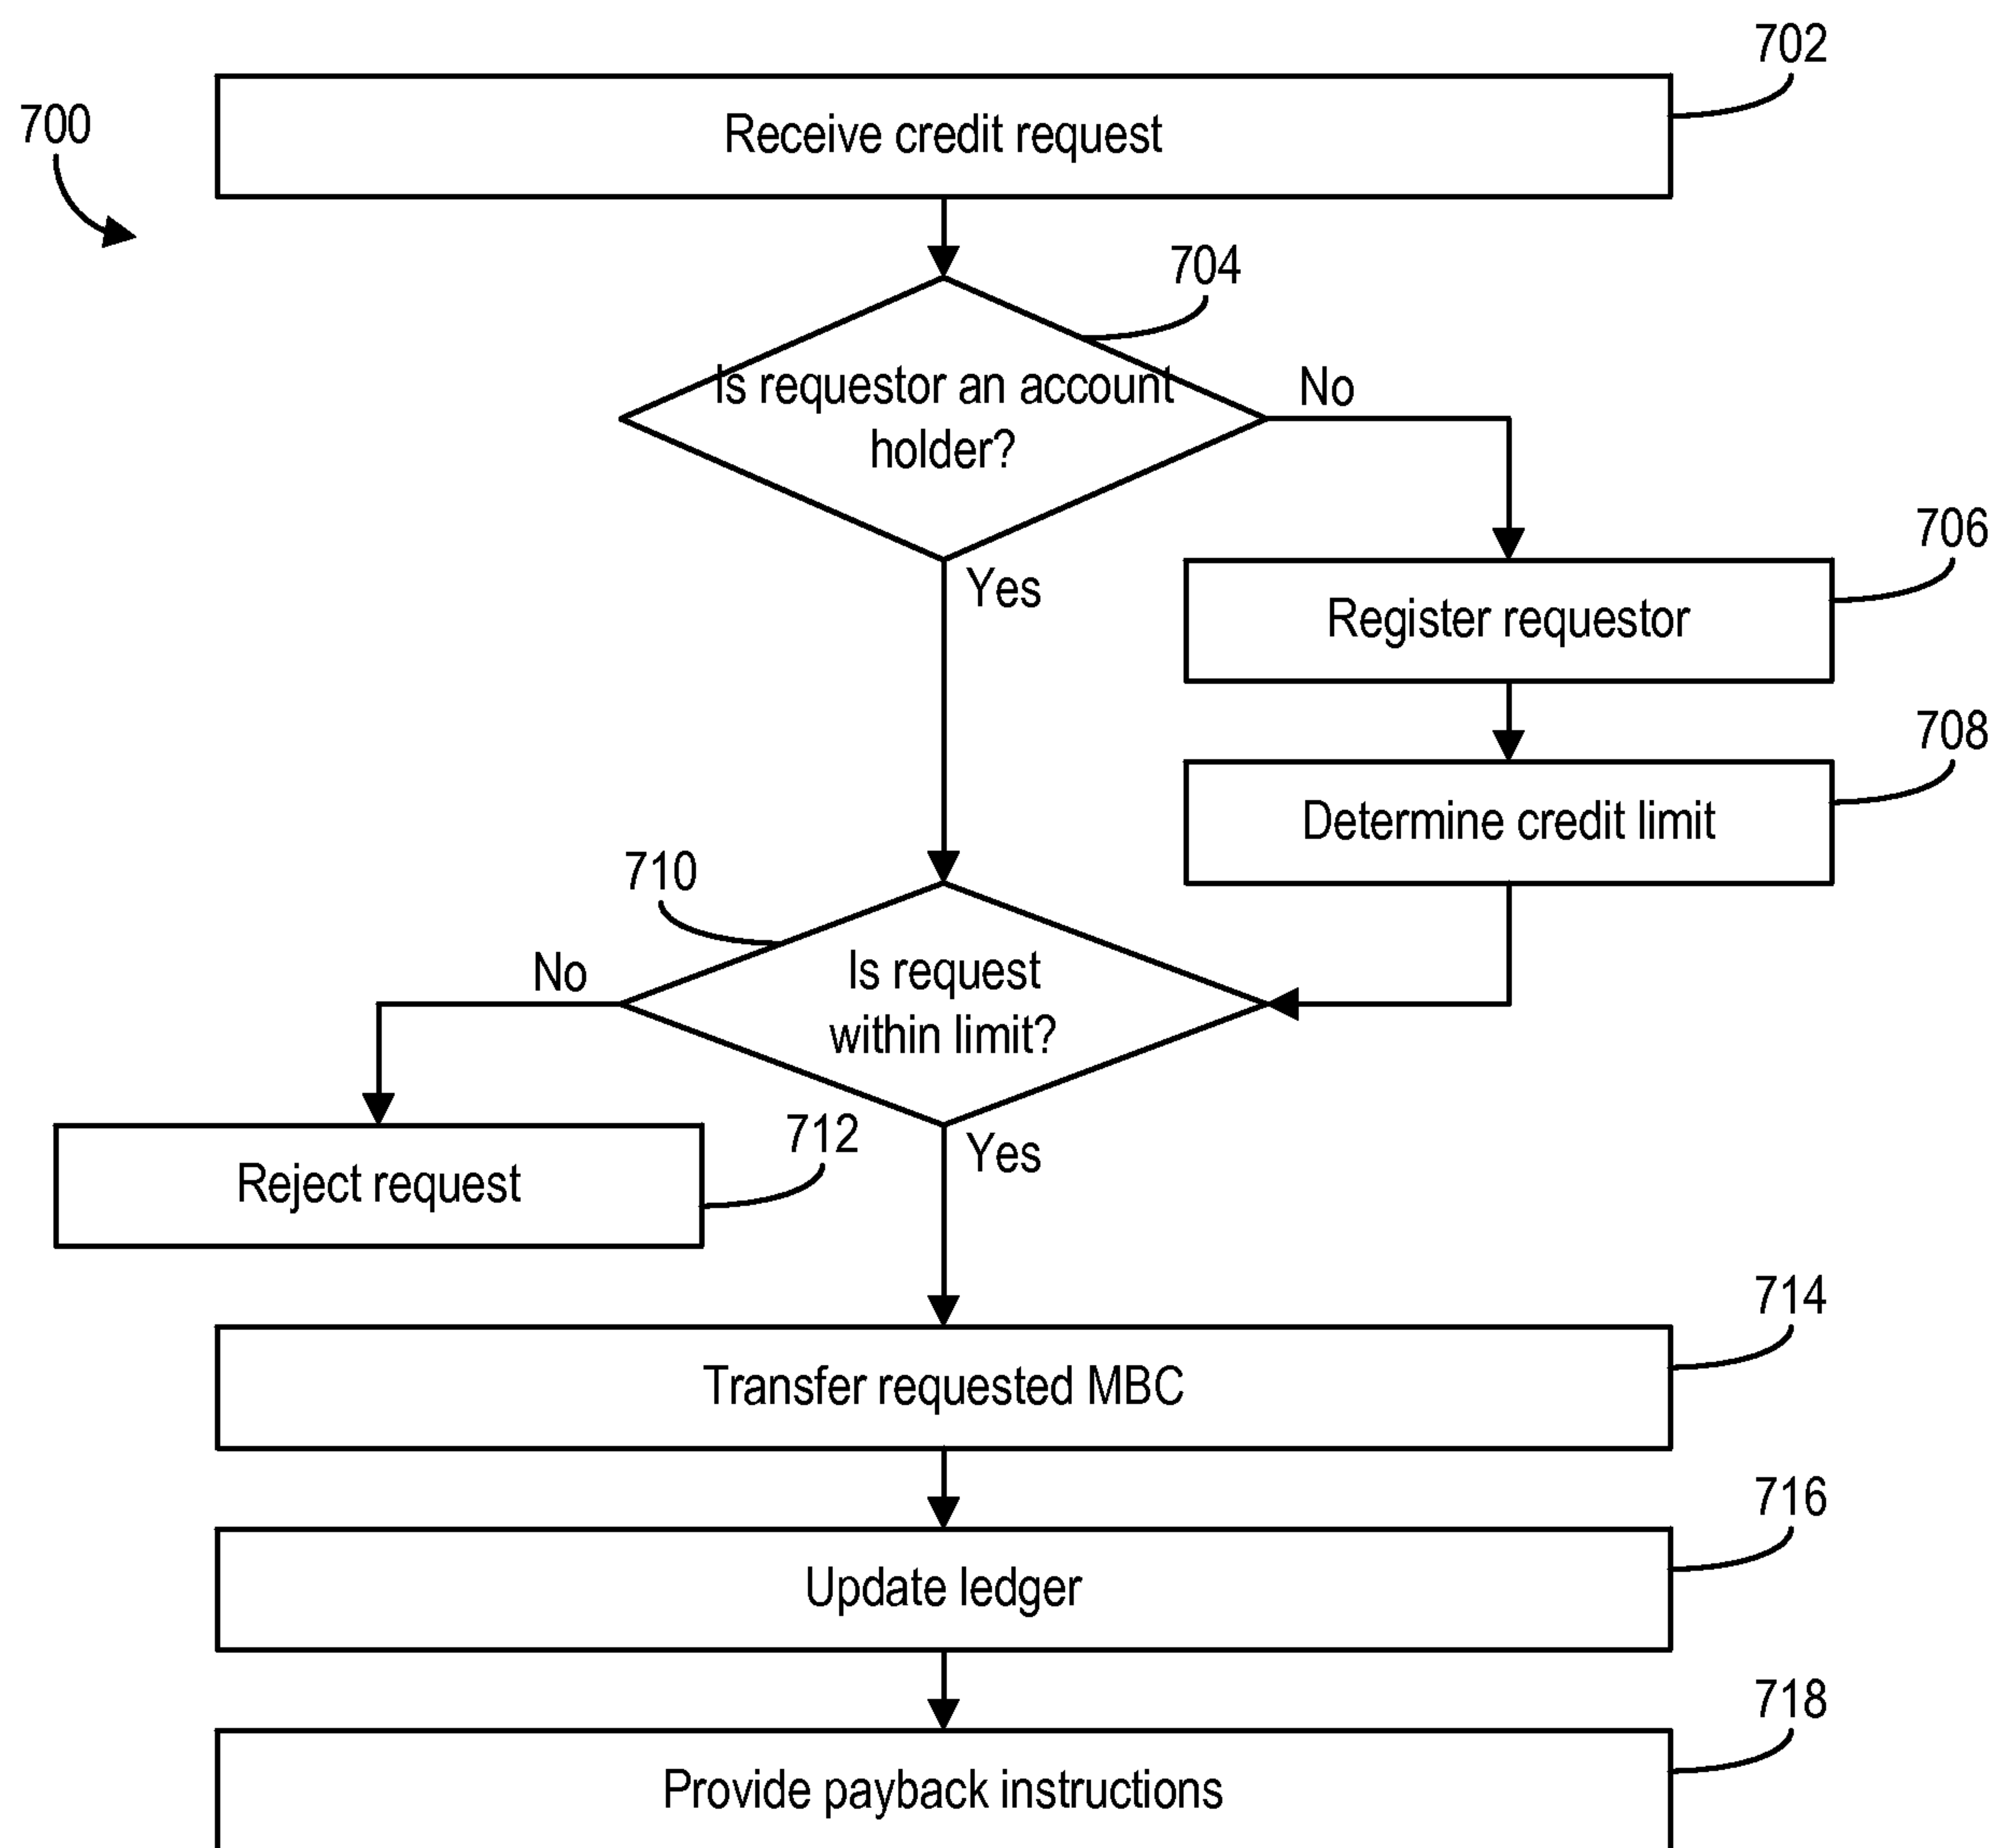 702
700
Receive credit request
704
Is requestor an account
holder?
No
706
Yes
Register requestor
708
Determine credit limit
710
No
Is request
within limit?
712
Yes
Reject request
714
Transfer requested MBC
716
Update ledger
718
Provide payback instructions